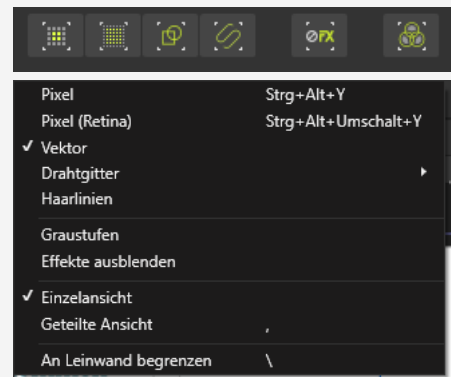 ØFX
Pixel Strg+Alt+Y
Pixel (Retina) Strg+Alt+Umschalt+Y
✓ Vektor
Drahtgitter
Haarlinien
Graustufen
Effekte ausblenden
✓ Einzelansicht
Geteilte Ansicht ,
An Leinwand begrenzen \